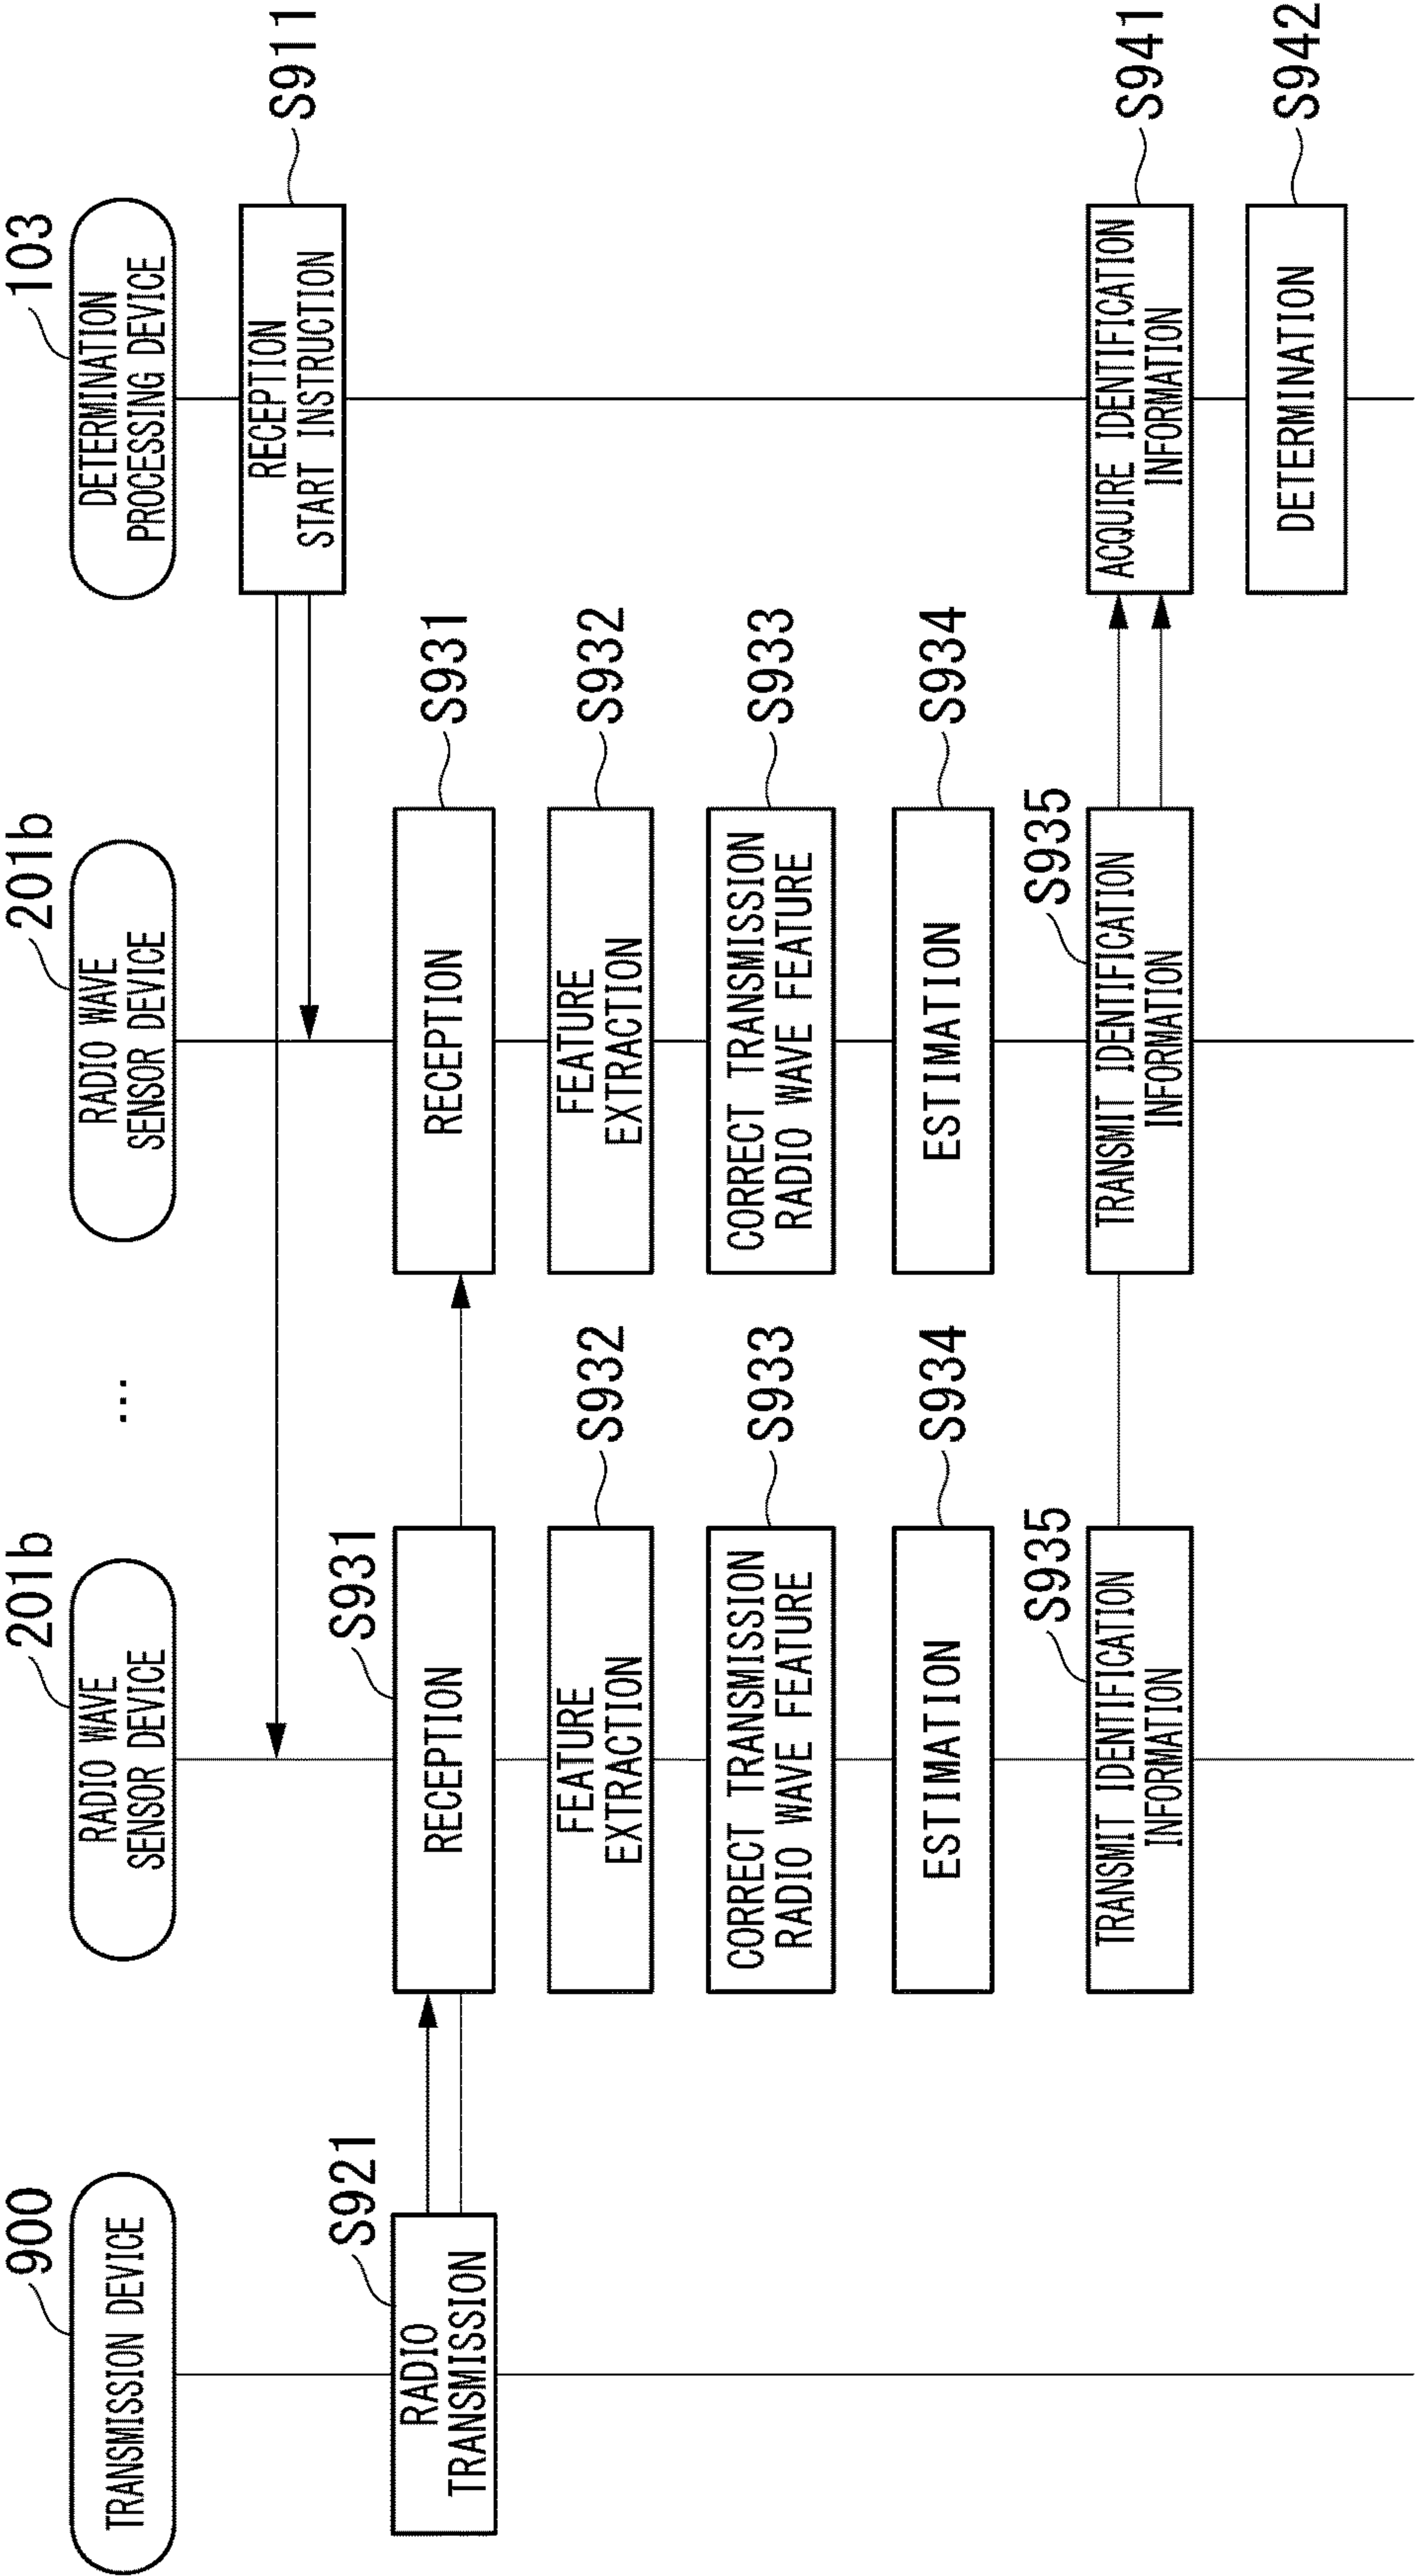 900
TRANSMISSION DEVICE
201b
RADIO WAVE
SENSOR DEVICE
...
201b
RADIO WAVE
SENSOR DEVICE
103
DETERMINATION
PROCESSING DEVICE
RECEPTION
START INSTRUCTION
S911
S921
RADIO
TRANSMISSION
S931
RECEPTION
RECEPTION
S931
FEATURE
EXTRACTION
S932
FEATURE
EXTRACTION
S932
CORRECT TRANSMISSION
RADIO WAVE FEATURE
S933
CORRECT TRANSMISSION
RADIO WAVE FEATURE
S933
ESTIMATION
S934
ESTIMATION
S934
S935
TRANSMIT IDENTIFICATION
INFORMATION
S935
TRANSMIT IDENTIFICATION
INFORMATION
ACQUIRE IDENTIFICATION
INFORMATION
S941
DETERMINATION
S942